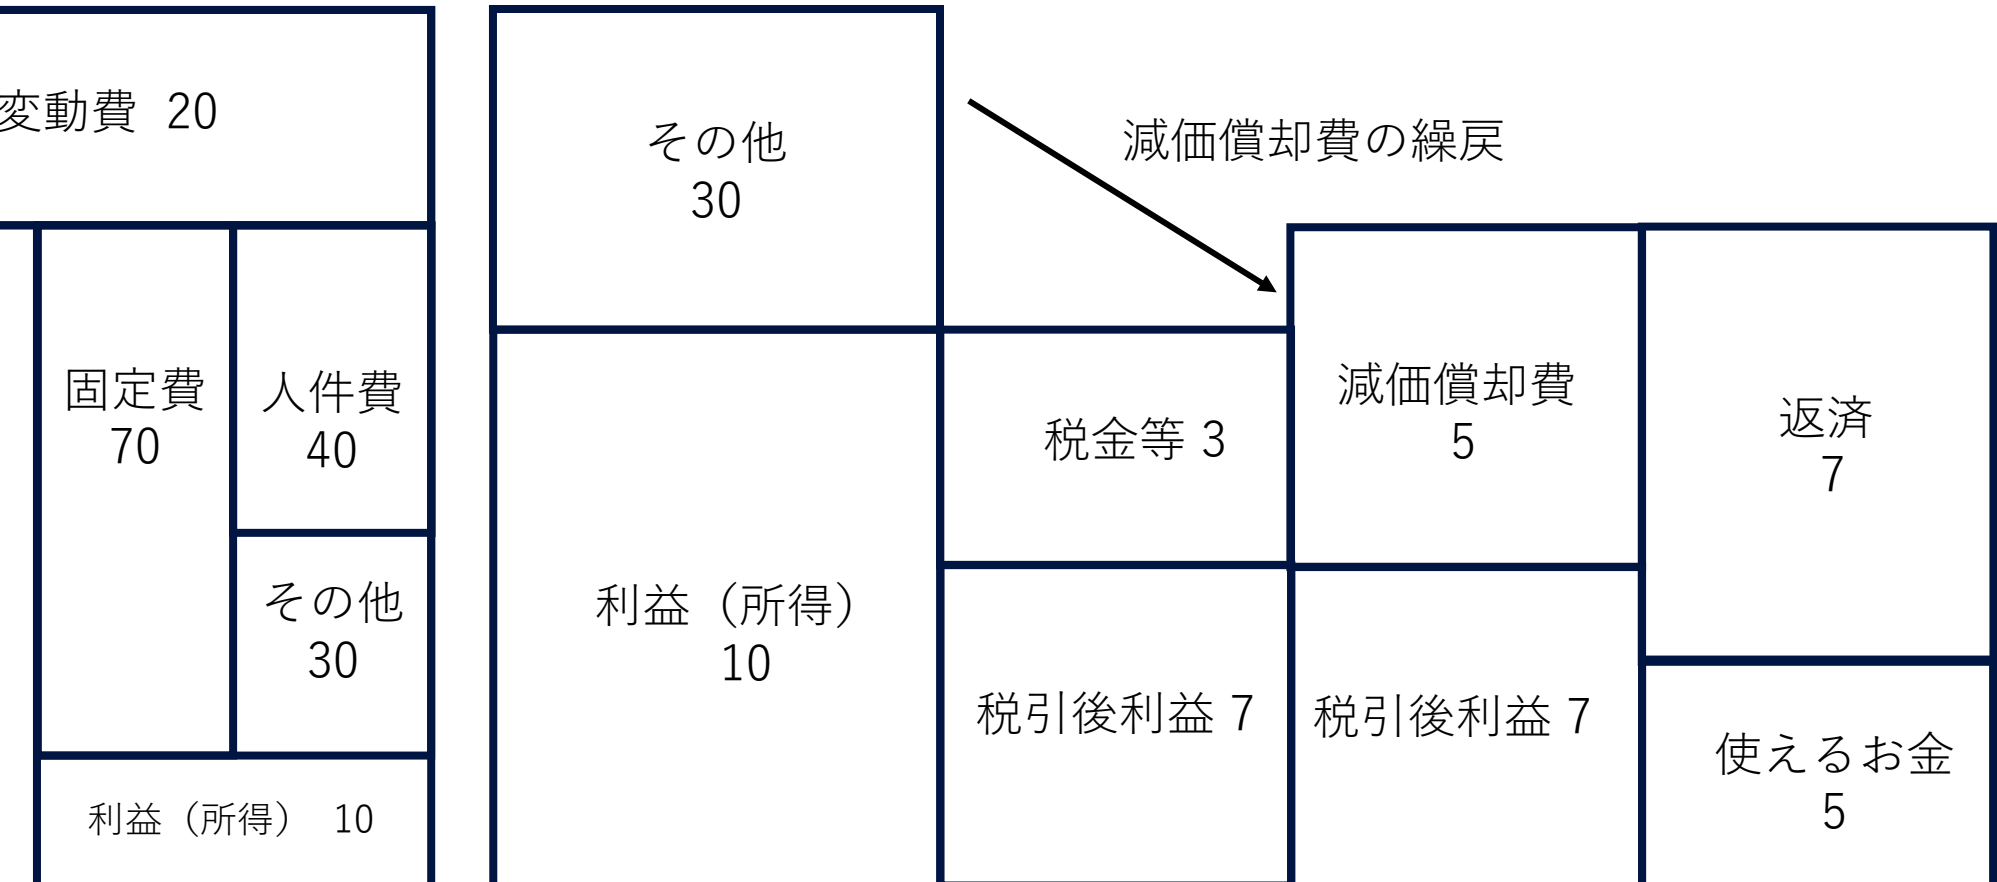 変動費 20
固定費
70
人件費
40
その他
30
利益（所得） 10
その他
30
利益（所得）
10
減価償却費の繰戻
税金等 3
税引後利益 7
減価償却費
5
税引後利益 7
返済
7
使えるお金
5